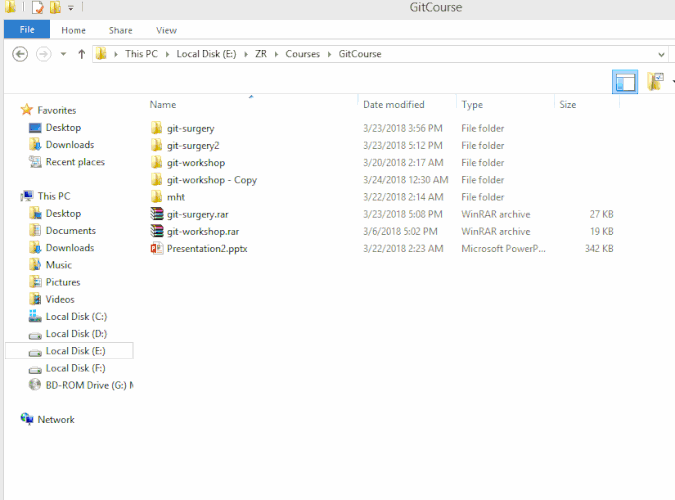 GitCourse
File Home Share View
This PC Local Disk (E:) ZR Courses GitCourse
Name Date modified Type Size
Favorites
Desktop
Downloads
Recent places
This PC
Desktop
Documents
Downloads
Music
Pictures
Videos
Local Disk (C:)
Local Disk (D:)
Local Disk (E:)
Local Disk (F:)
BD-ROM Drive (G:) M
Network
git-surgery 3/23/2018 3:56 PM File folder
git-surgery2 3/23/2018 5:12 PM File folder
git-workshop 3/20/2018 2:17 AM File folder
git-workshop - Copy 3/24/2018 12:30 AM File folder
mht 3/22/2018 2:14 AM File folder
git-surgery.rar 3/23/2018 5:08 PM WinRAR archive 27 KB
git-workshop.rar 3/6/2018 5:02 PM WinRAR archive 19 KB
Presentation2.pptx 3/22/2018 2:23 AM Microsoft PowerP... 342 KB